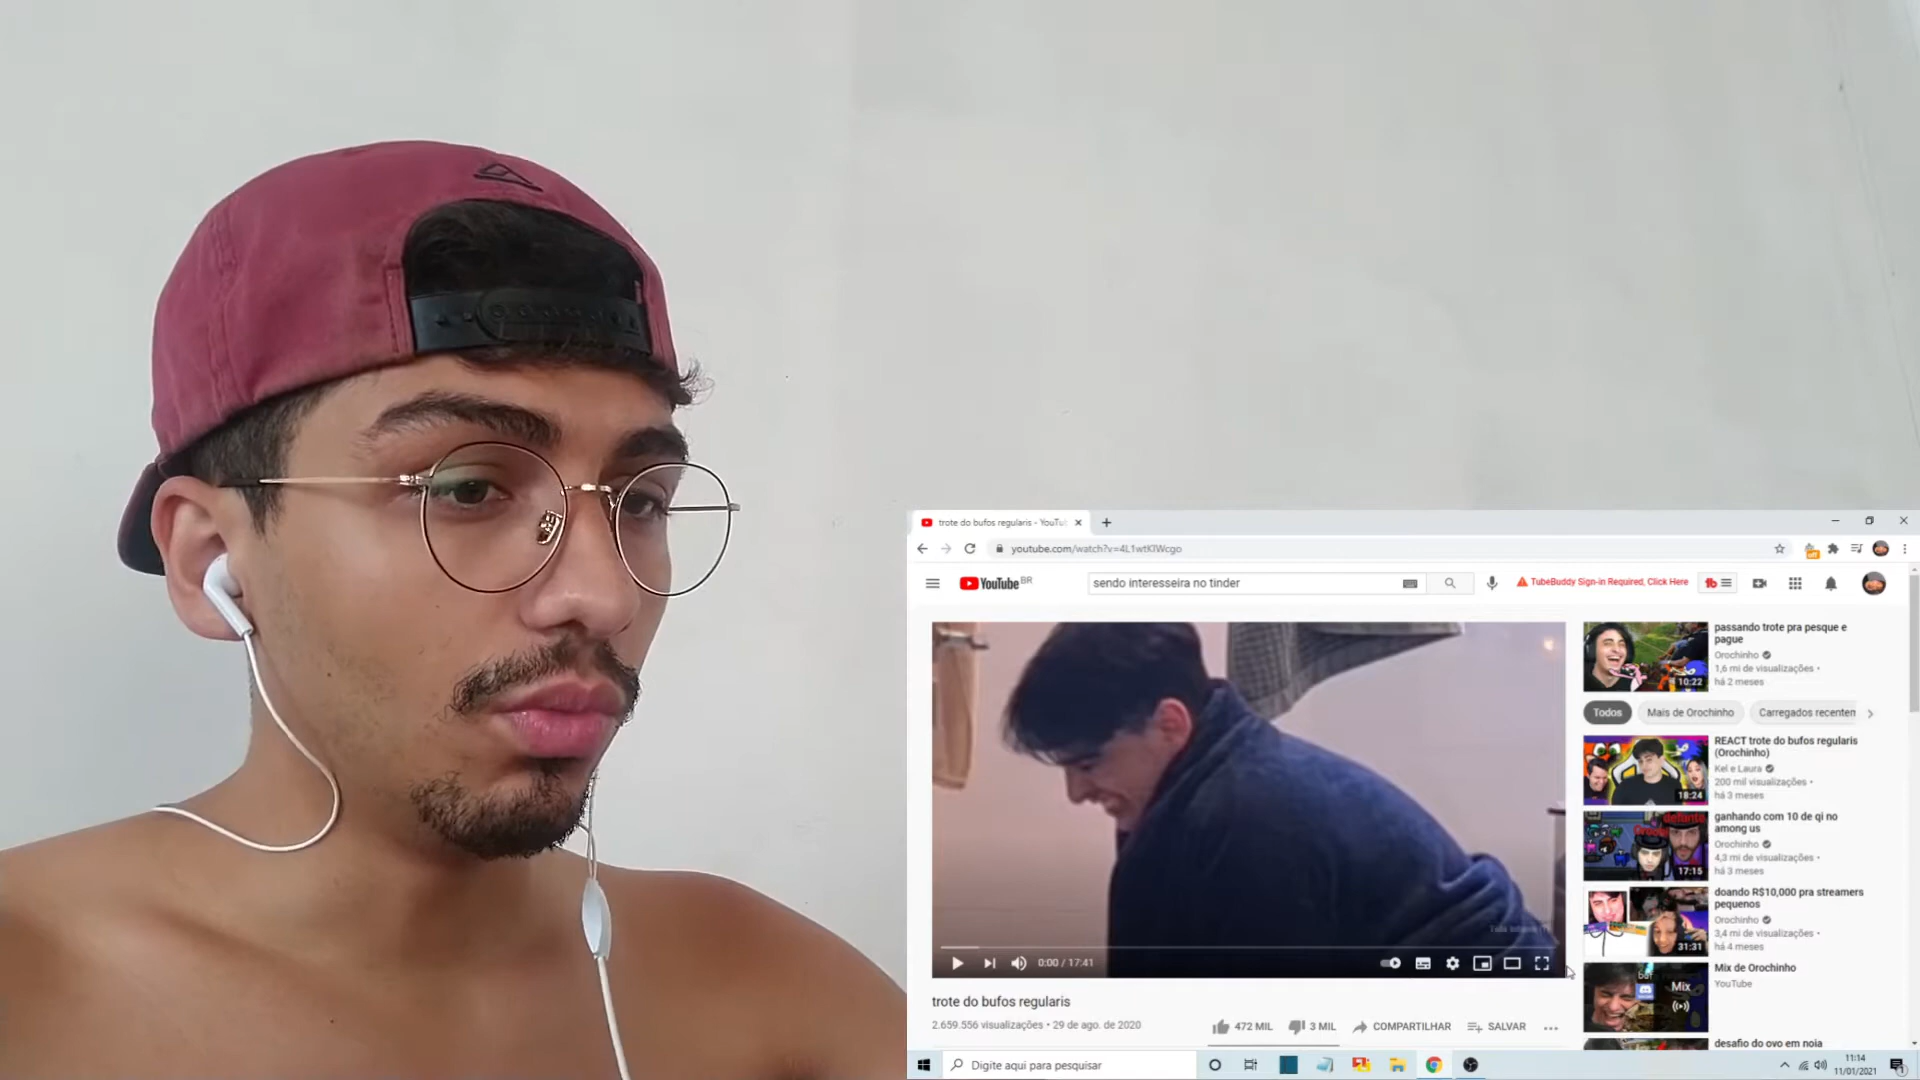 trote do bufos regularis - YouTu
youtube.com/watch?v=4L1wtKlWcgo
YouTube BR
sendo interesseira no tinder
TubeBuddy Sign-in Required, Click Here
tb
off
passando trote pra pesque e
pague
Orochinho
1,6 mi de visualizações •
há 2 meses
10:22
Todos
Mais de Orochinho
Carregados recentem
REACT trote do bufos regularis
(Orochinho)
Kel e Laura
200 mil visualizações •
há 3 meses
18:24
ganhando com 10 de qi no
among us
Orochinho
4,3 mi de visualizações •
há 3 meses
17:15
doando R$10,000 pra streamers
pequenos
Orochinho
3,4 mi de visualizações •
há 4 meses
31:31
Mix de Orochinho
YouTube
Mix
desafio do ovo em noia
0:00 / 17:41
trote do bufos regularis
2.659.556 visualizações • 29 de ago. de 2020
472 MIL
3 MIL
COMPARTILHAR
SALVAR
Digite aqui para pesquisar
11:14
11/01/2021